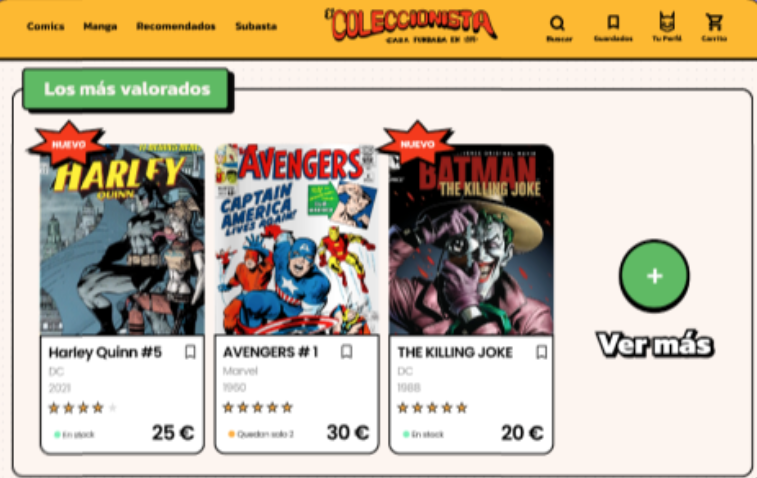 Comics Manga Recomendados Subasta
El COLECCIONISTA
-CASA FUNDADA EN 1915-
Buscar Guardados Tu Perfil Carrito
Los más valorados
NUEVO
HARLEY
QUINN
Harley Quinn #5
DC
2021
En stock
25 €
AVENGERS
CAPTAIN
AMERICA
LIVES AGAIN!
AVENGERS # 1
Marvel
1960
Quedan solo 2
30 €
NUEVO
BATMAN
THE KILLING JOKE
THE KILLING JOKE
DC
1988
En stock
20 €
+
Ver más